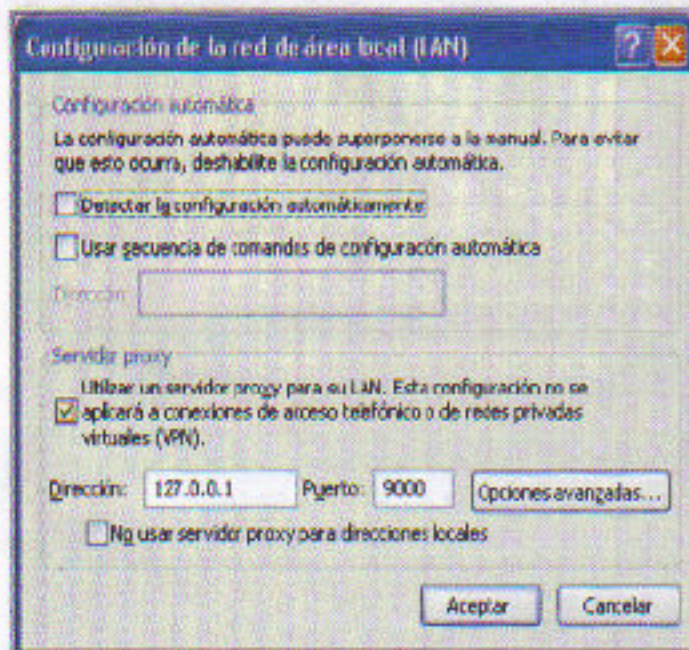 Configuración de la red de área local (LAN)
Configuración automática
La configuración automática puede superponerse a la manual. Para evitar
que esto ocurra, deshabilite la configuración automática.
Detectar la configuración automáticamente
Usar secuencia de comandos de configuración automática
Dirección
Servidor proxy
Utilizar un servidor proxy para su LAN. Esta configuración no se
aplicará a conexiones de acceso telefónico o de redes privadas
virtuales (VPN).
Dirección: 127.0.0.1 Puerto: 9000 Opciones avanzadas...
No usar servidor proxy para direcciones locales
Aceptar Cancelar